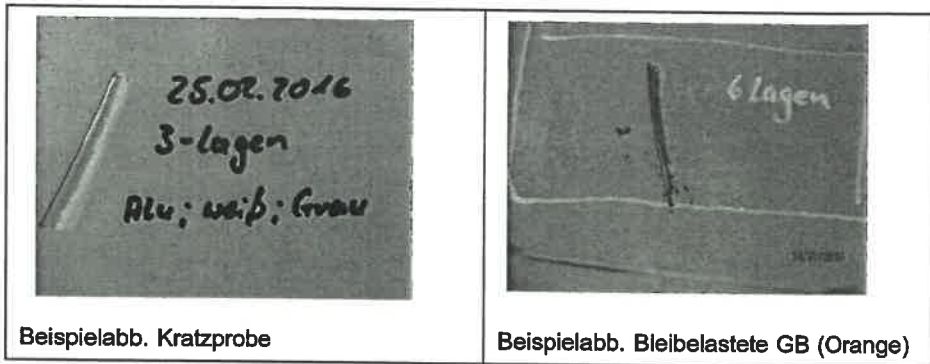 25.02.2016
3-lagen
Alu; weiß; Grau
6 Lagen
Beispielabb. Kratzprobe
Beispielabb. Bleibelastete GB (Orange)